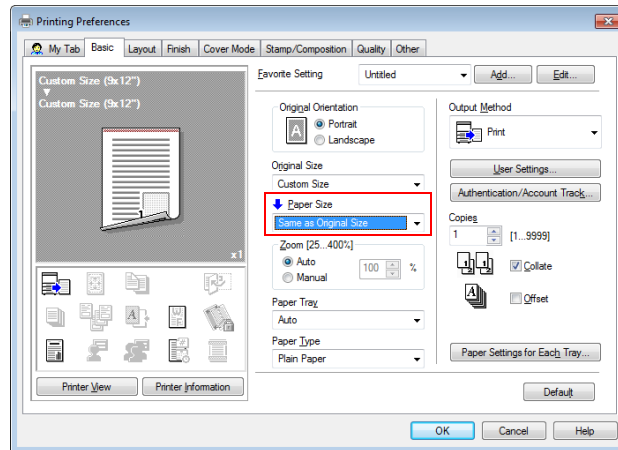 Printing Preferences
My Tab Basic Layout Finish Cover Mode Stamp/Composition Quality Other
Custom Size (9x12")
Custom Size (9x12")
1
x1
Favorite Setting Untitled Add... Edit...
Original Orientation
A Portrait
Landscape
Original Size
Custom Size
Paper Size
Same as Original Size
Zoom [25...400%]
Auto
Manual
100 %
Paper Tray
Auto
Paper Type
Plain Paper
Output Method
Print
User Settings...
Authentication/Account Track...
Copies
1 [1...9999]
Collate
Offset
Paper Settings for Each Tray...
Printer View Printer Information
Default
OK Cancel Help